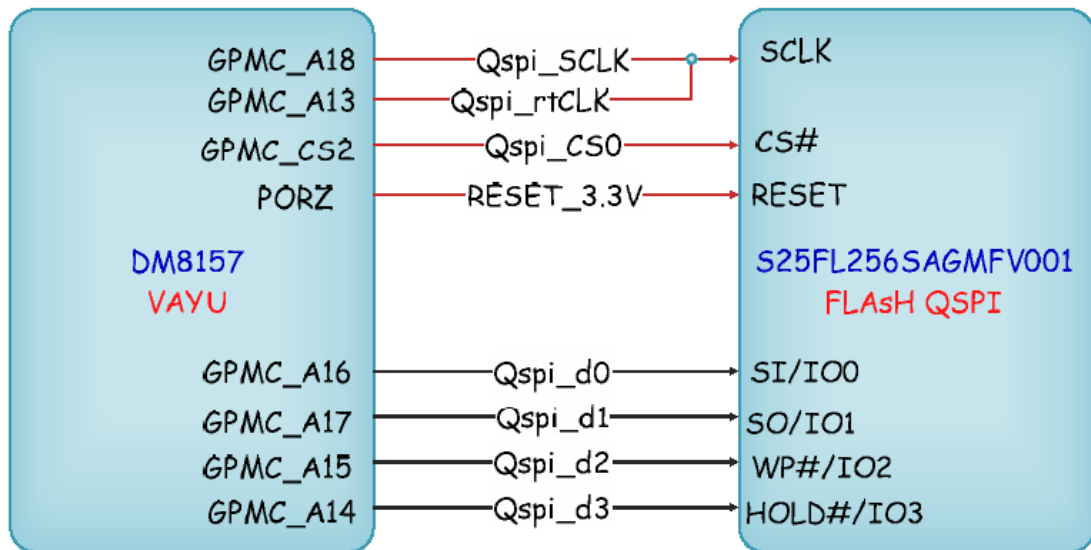 GPMC_A18 Qspi_SCLK SCLK
GPMC_A13 Qspi_rtCLK
GPMC_CS2 Qspi_CS0 CS#
PORZ RESET_3.3V RESET
DM8157 S25FL256SAGMFV001
VAYU FLAsH QSPI
GPMC_A16 Qspi_d0 SI/IO0
GPMC_A17 Qspi_d1 SO/IO1
GPMC_A15 Qspi_d2 WP#/IO2
GPMC_A14 Qspi_d3 HOLD#/IO3